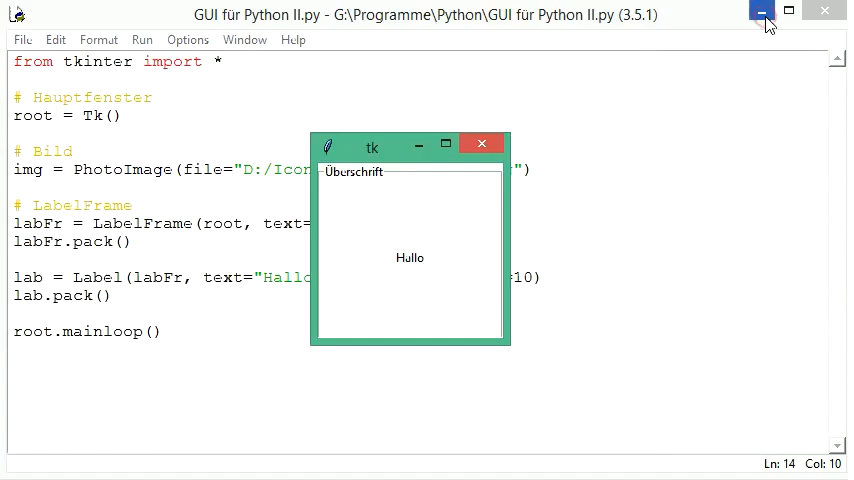 GUI für Python II.py - G:\Programme\Python\GUI für Python II.py (3.5.1)
File Edit Format Run Options Window Help
from tkinter import *
# Hauptfenster
root = Tk()
# Bild
img = PhotoImage(file="D:/Icon ")
# LabelFrame
labFr = LabelFrame(root, text=
labFr.pack()
lab = Label(labFr, text="Hallo =10)
lab.pack()
root.mainloop()
tk
Überschrift
Hallo
Ln: 14 Col: 10